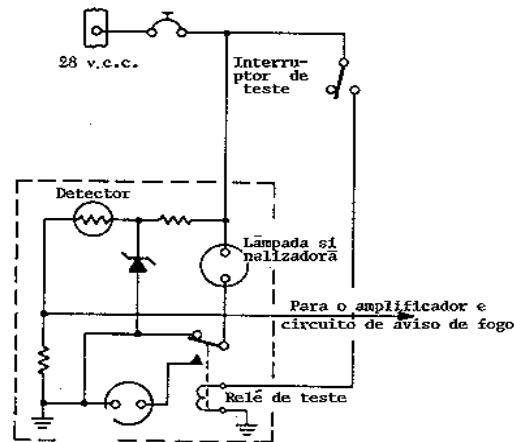 28 v.c.c.
Interru-
ptor de
teste
Detector
Lâmpada si
nalizadora
Para o amplificador e
circuito de aviso de fogo
Relé de teste